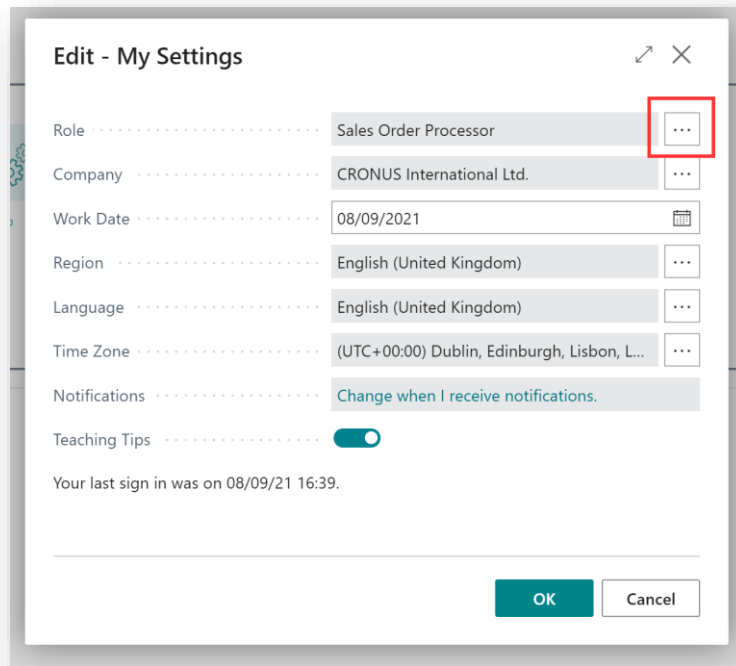 Edit - My Settings
Role Sales Order Processor
Company CRONUS International Ltd.
Work Date 08/09/2021
Region English (United Kingdom)
Language English (United Kingdom)
Time Zone (UTC+00:00) Dublin, Edinburgh, Lisbon, L...
Notifications Change when I receive notifications.
Teaching Tips
Your last sign in was on 08/09/21 16:39.
OK Cancel